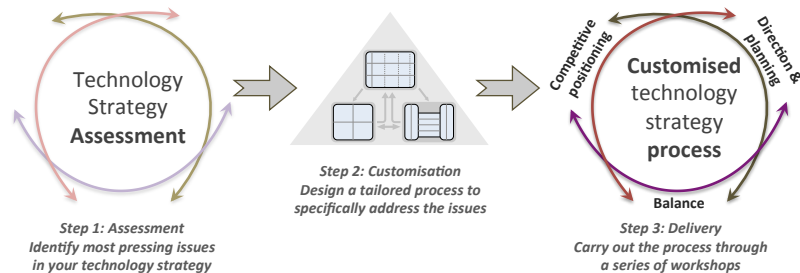 Technology
Strategy
Assessment
Step 1: Assessment
Identify most pressing issues
in your technology strategy
Step 2: Customisation
Design a tailored process to
specifically address the issues
Competitive
positioning
Direction &
planning
Customised
technology
strategy
process
Balance
Step 3: Delivery
Carry out the process through
a series of workshops